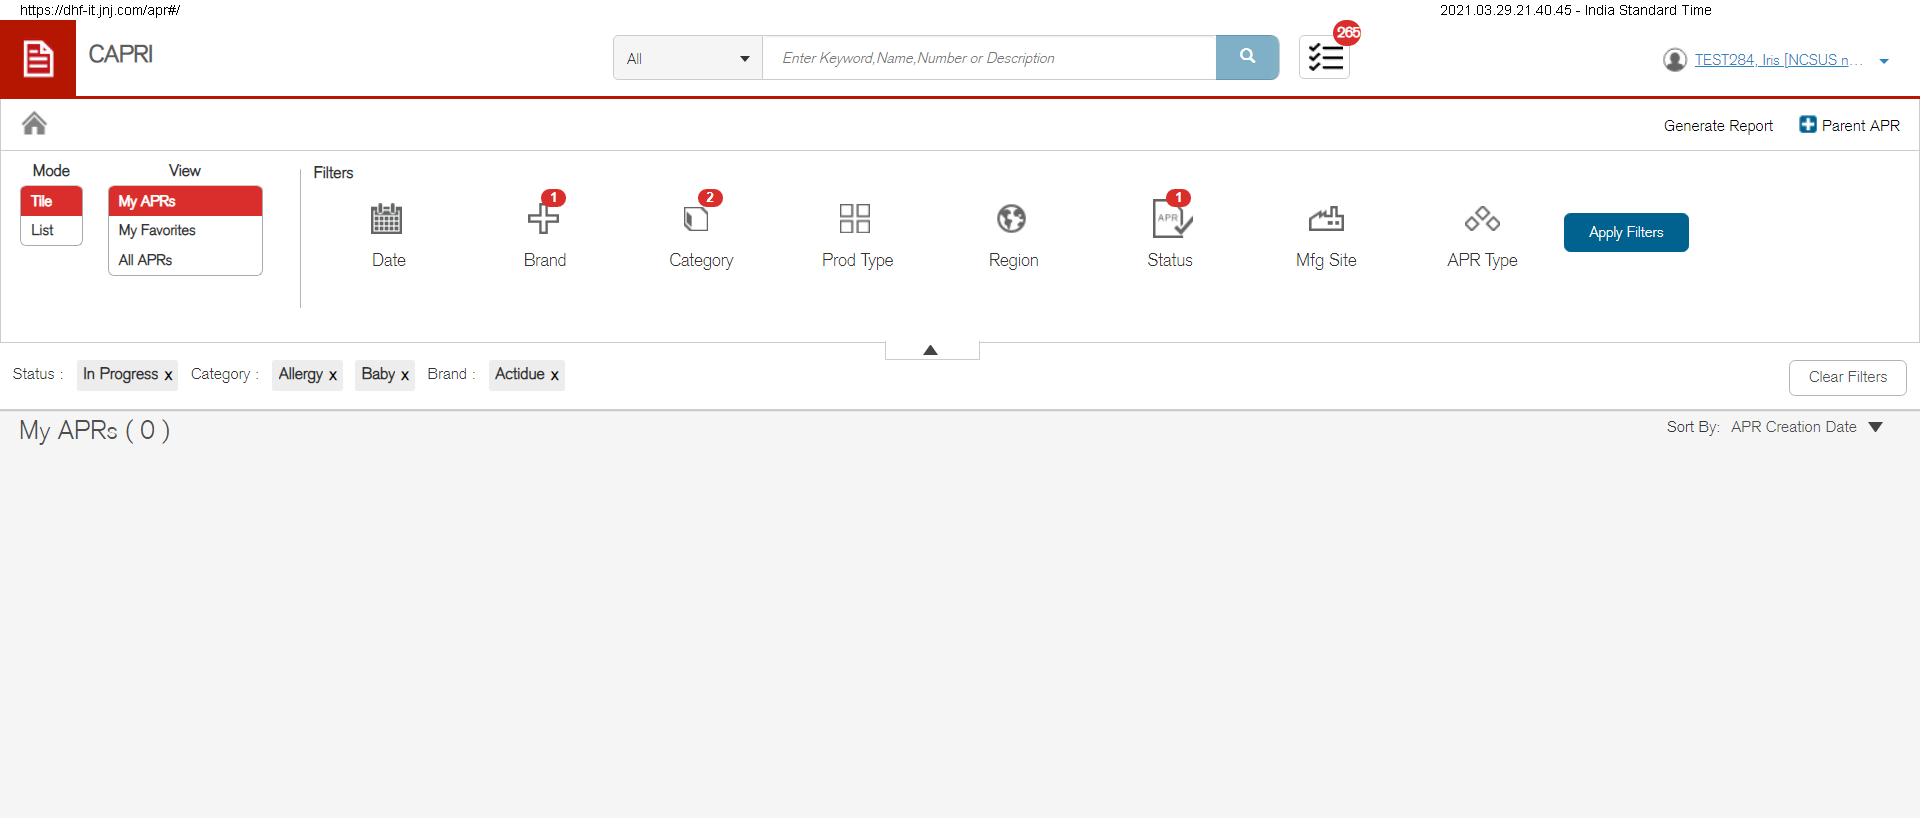 https://dhf-it.jnj.com/apr#/
2021.03.29.21.40.45 - India Standard Time
CAPRI
All
Enter Keyword,Name,Number or Description
265
TEST284, Iris [NCSUS n...
Generate Report
Parent APR
Mode
Tile
List
View
My APRs
My Favorites
All APRs
Filters
Date
1
Brand
2
Category
Prod Type
Region
1
APR
Status
Mfg Site
APR Type
Apply Filters
Status : In Progress x Category : Allergy x Baby x Brand : Actidue x
Clear Filters
My APRs ( 0 )
Sort By: APR Creation Date